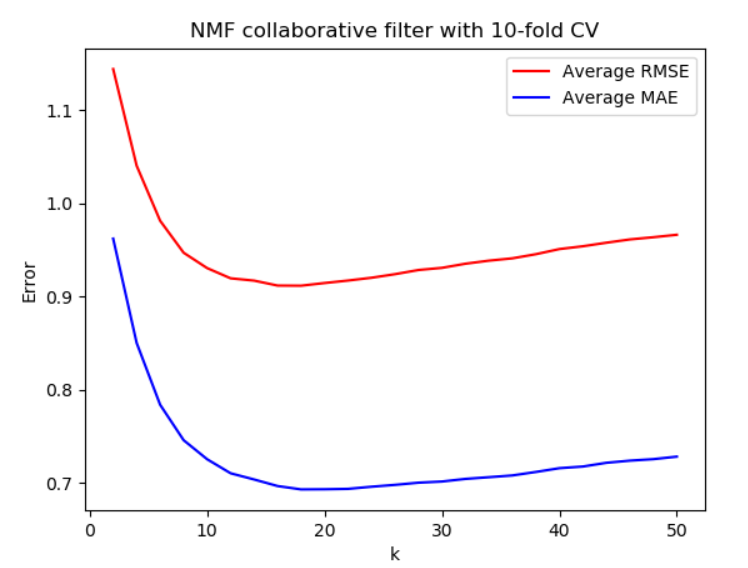 NMF collaborative filter with 10-fold CV
Average RMSE
Average MAE
1.1
1.0
0.9
0.8
0.7
Error
0 10 20 30 40 50
k